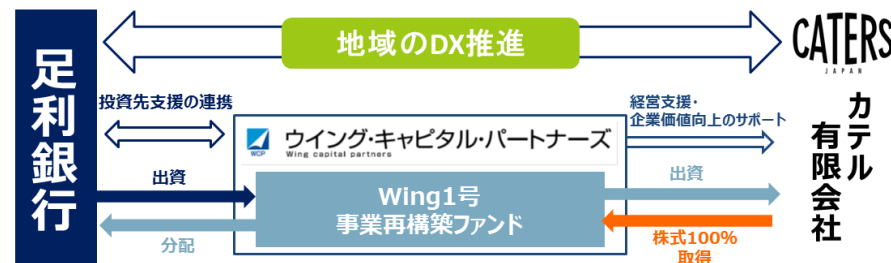 地域のDX推進
CATERS
JAPAN
足利銀行
投資先支援の連携
ウイング・キャピタル・パートナーズ
WCP
Wing capital partners
経営支援・
企業価値向上のサポート
カテル
有限会社
出資
Wing1号
事業再構築ファンド
出資
分配
株式100%
取得